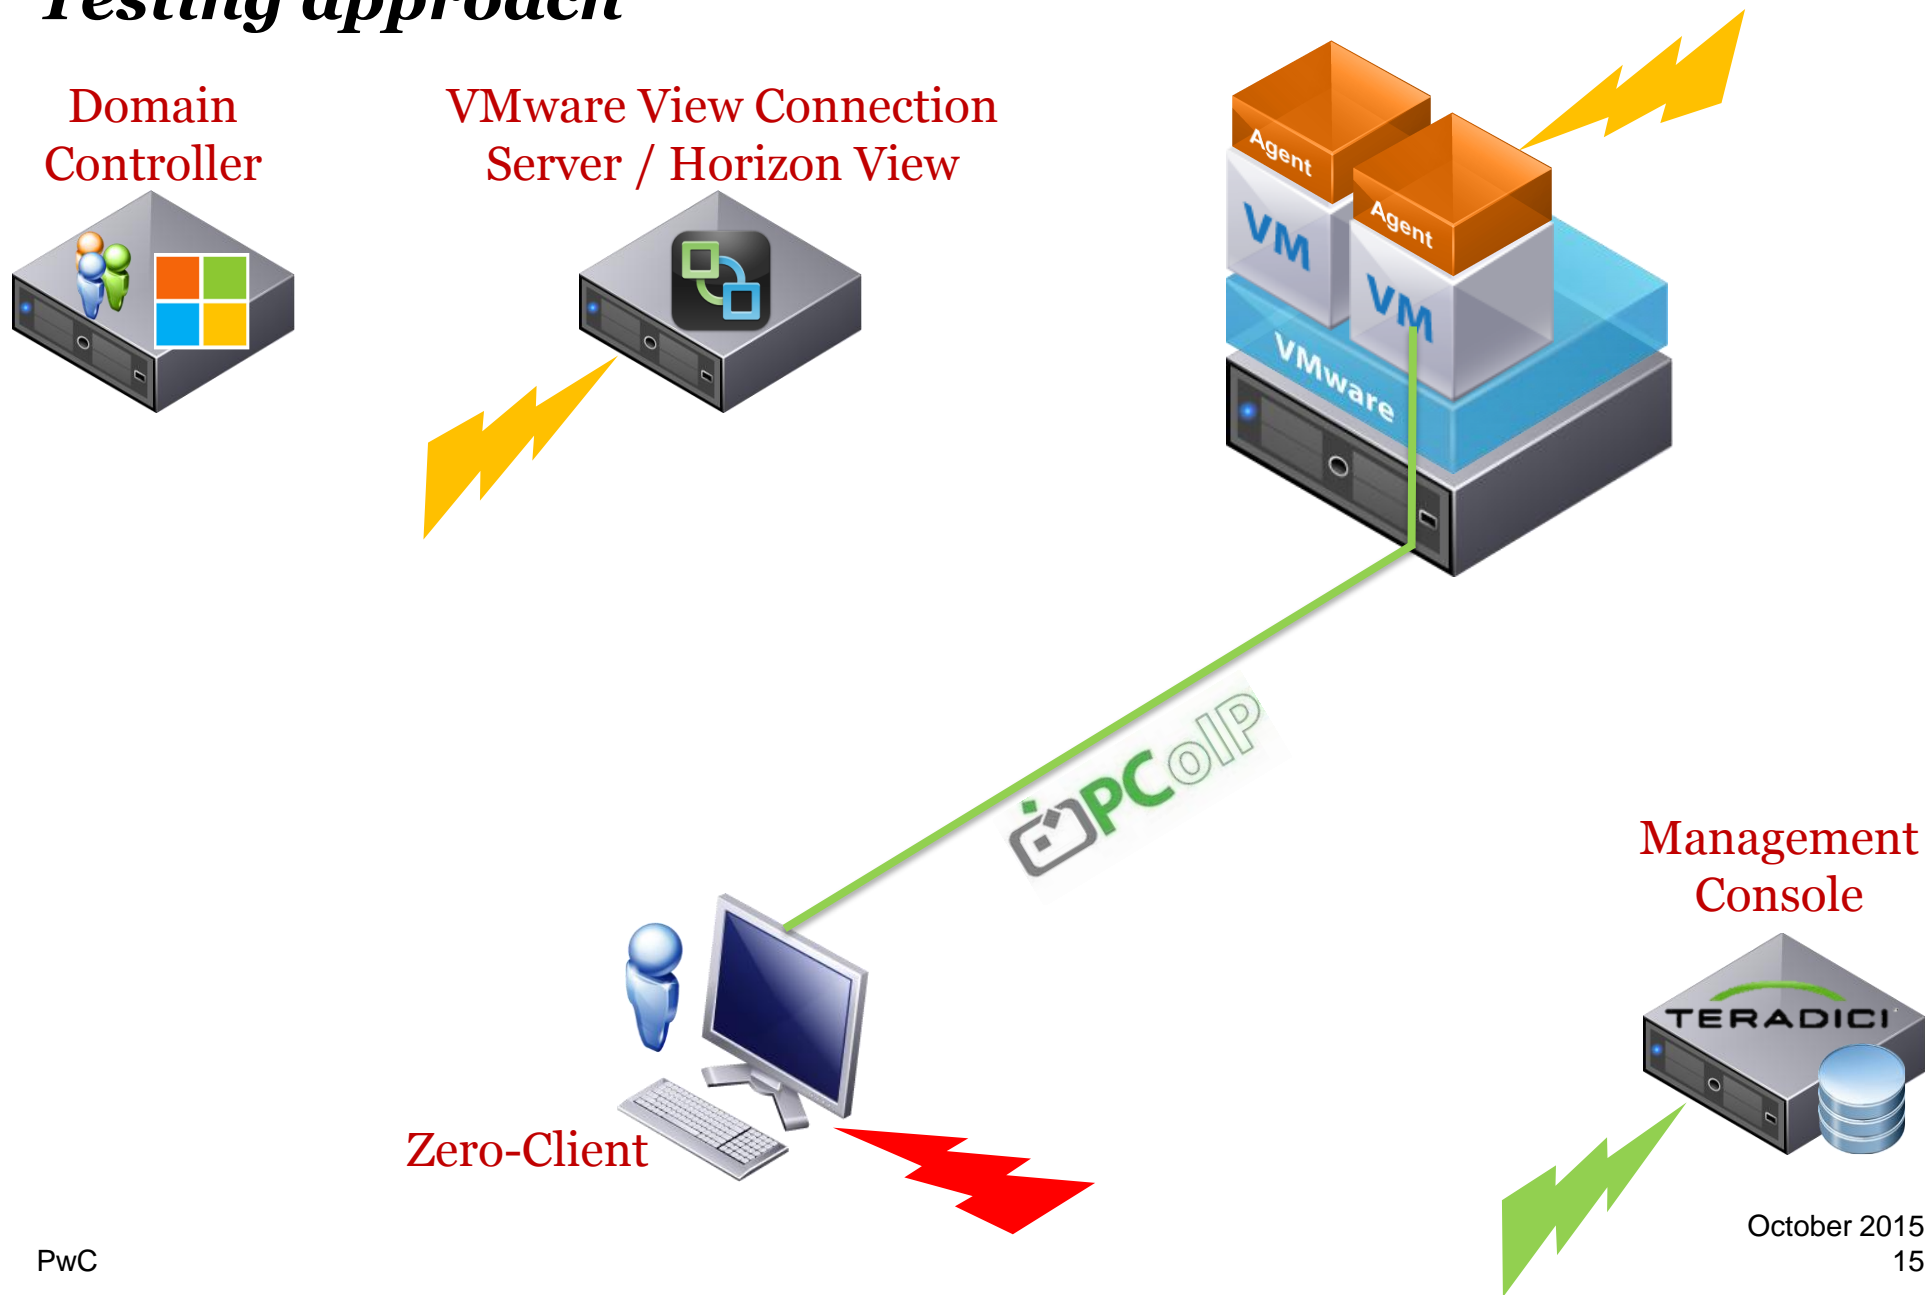 Testing approach
Domain
Controller
VMware View Connection
Server / Horizon View
Agent
Agent
VM
VM
VMware
PCoIP
Management
Console
TERADICI
Zero-Client
October 2015
PwC
15